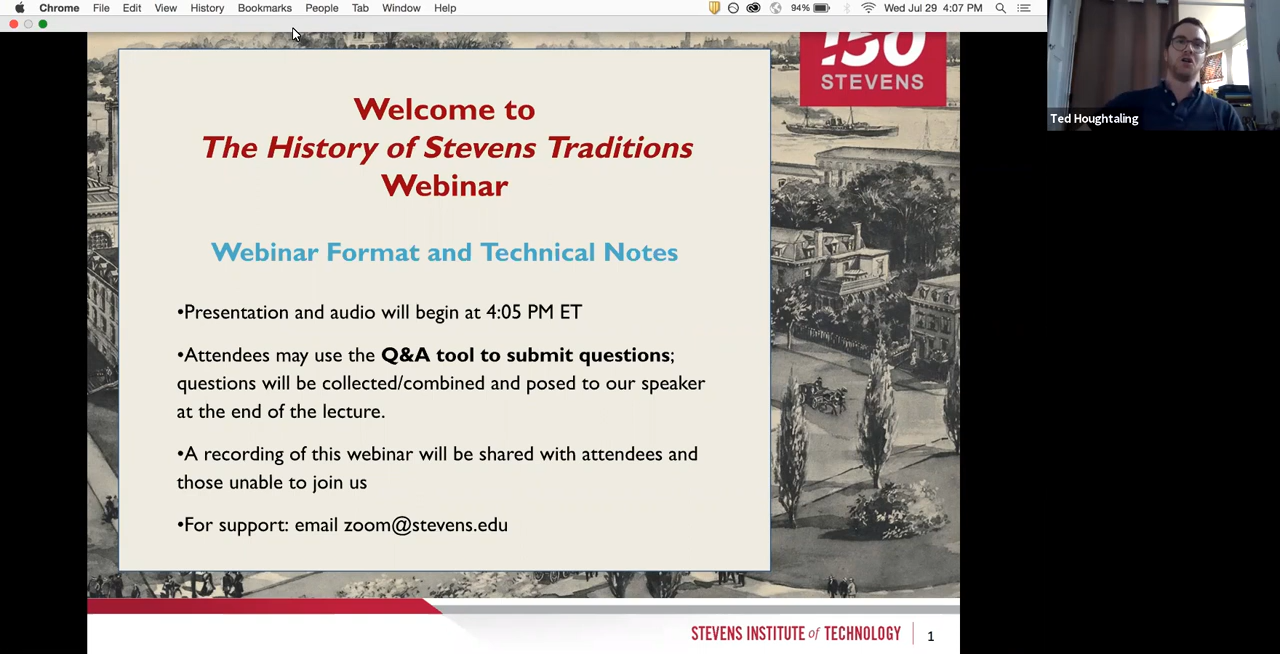 Chrome File Edit View History Bookmarks People Tab Window Help 94% Wed Jul 29 4:07 PM
150
STEVENS
Ted Houghtaling
Welcome to
The History of Stevens Traditions
Webinar
Webinar Format and Technical Notes
•Presentation and audio will begin at 4:05 PM ET
•Attendees may use the Q&A tool to submit questions;
questions will be collected/combined and posed to our speaker
at the end of the lecture.
•A recording of this webinar will be shared with attendees and
those unable to join us
•For support: email zoom@stevens.edu
STEVENS INSTITUTE of TECHNOLOGY 1